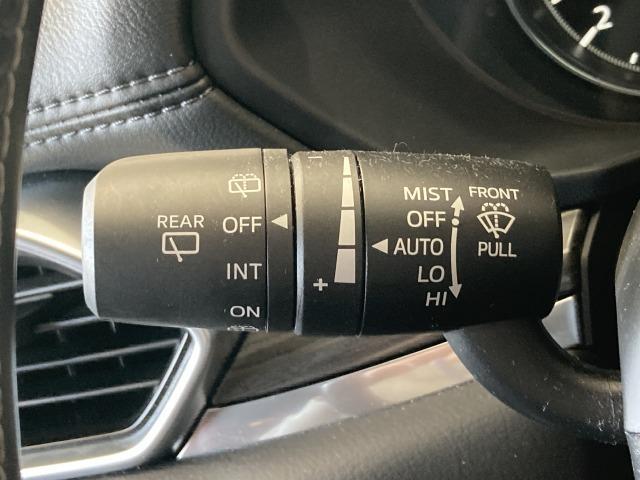 REAR
OFF
INT
ON
−
+
MIST
OFF
AUTO
LO
HI
FRONT
PULL
2